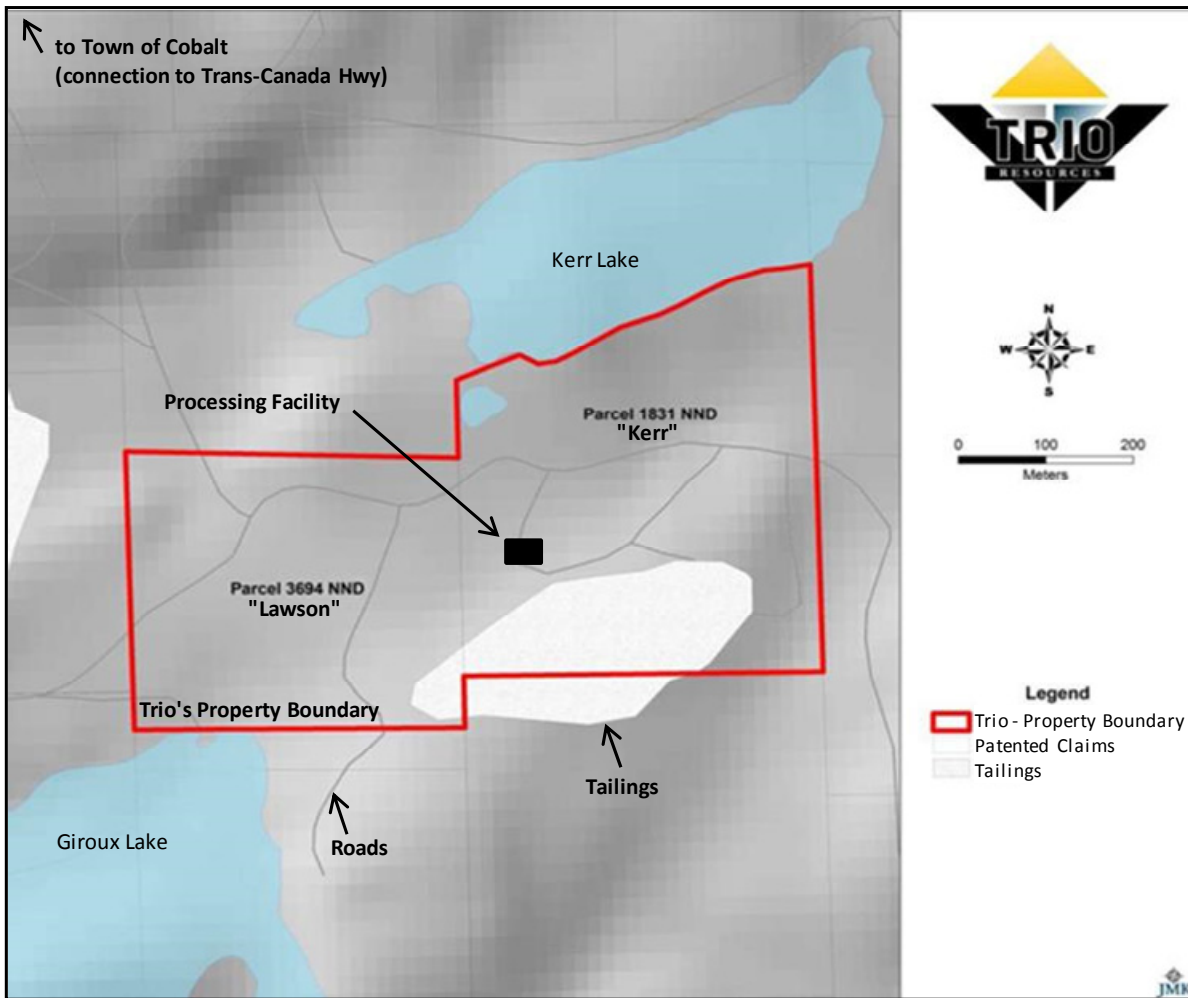 to Town of Cobalt
(connection to Trans-Canada Hwy)
TRIO
RESOURCES
Kerr Lake
N
W
E
S
Processing Facility
Parcel 1831 NND
"Kerr"
0 100 200
Meters
Parcel 3694 NND
"Lawson"
Trio's Property Boundary
Legend
Trio - Property Boundary
Patented Claims
Tailings
Tailings
Giroux Lake
Roads
JMK